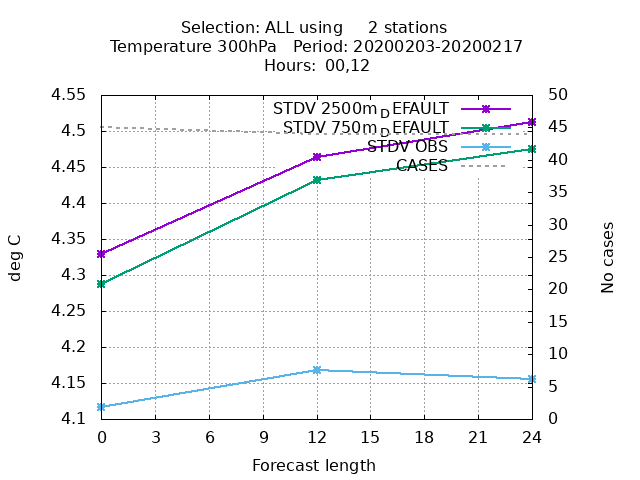 Selection: ALL using 2 stations
Temperature 300hPa Period: 20200203-20200217
Hours: 00,12
STDV 2500m_DEFAULT
STDV 750m_DEFAULT
STDV OBS
CASES
4.55
4.5
4.45
4.4
4.35
4.3
4.25
4.2
4.15
4.1
deg C
50
45
40
35
30
25
20
15
10
5
0
No cases
0 3 6 9 12 15 18 21 24
Forecast length